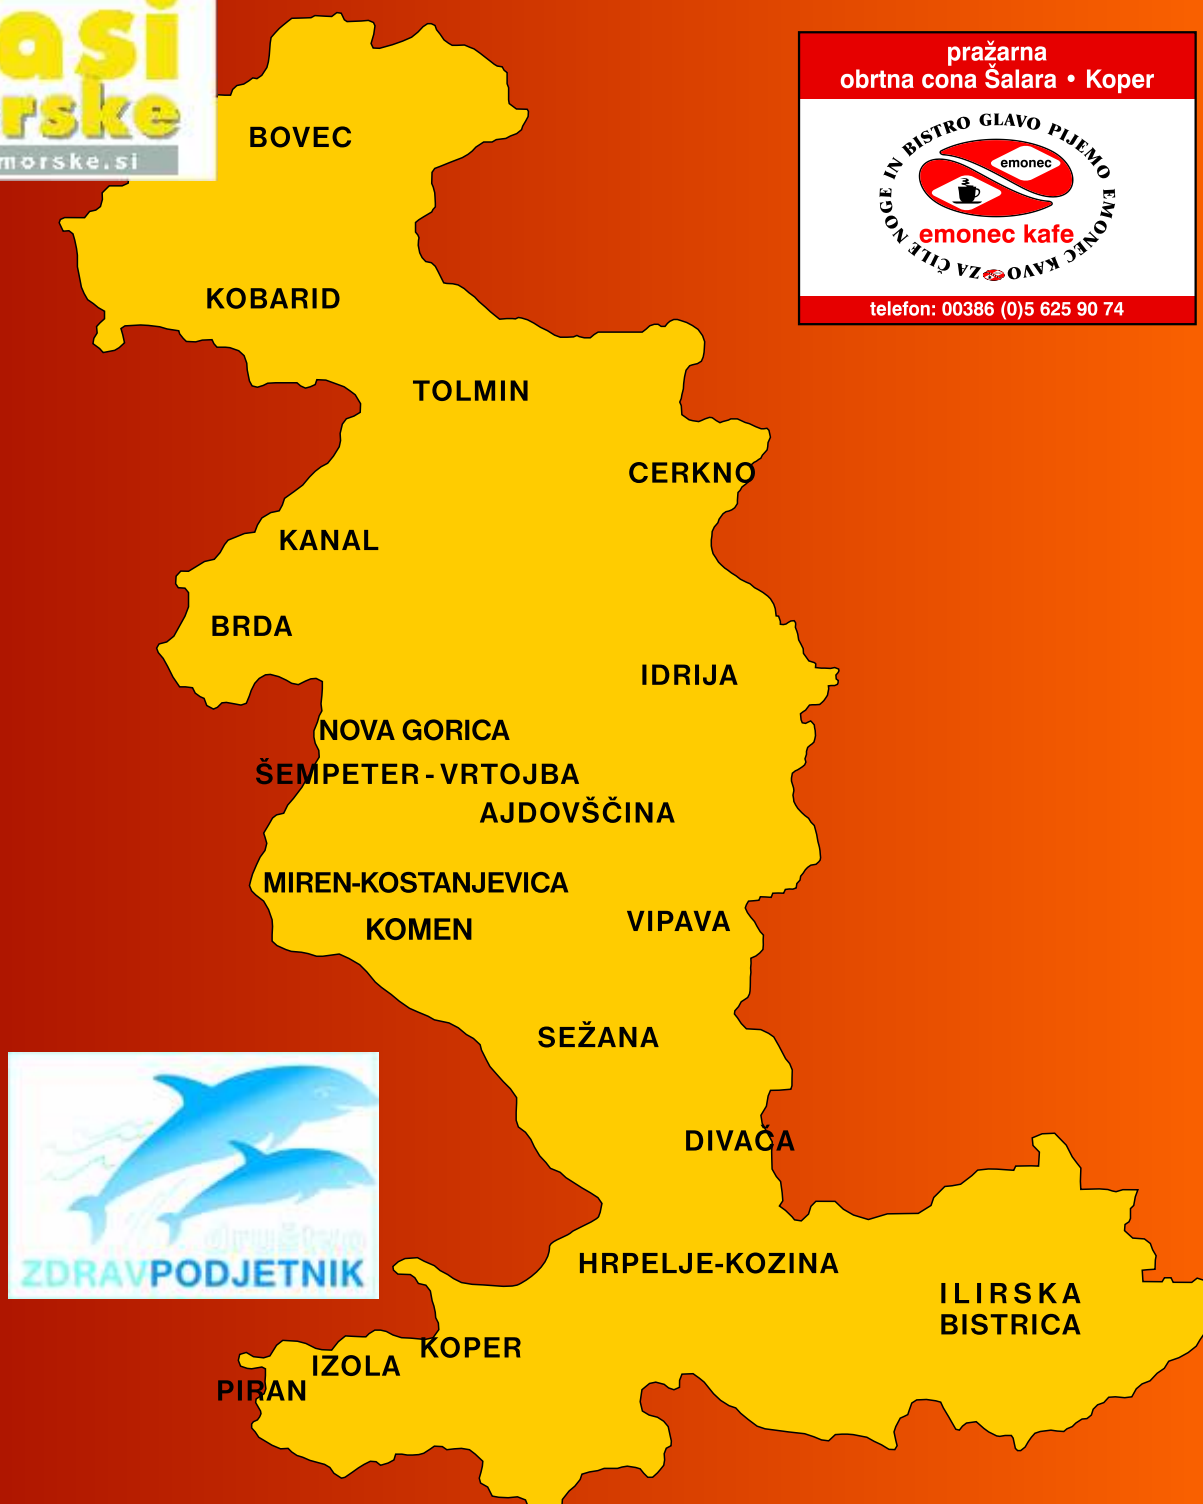 asi
rske
morske.si
pražarna
obrtna cona Šalara • Koper
ZA ČILE NOGE IN BISTRO GLAVO PIJEMO EMONEC KAVO
emonec
emonec kafe
telefon: 00386 (0)5 625 90 74
BOVEC
KOBARID
TOLMIN
CERKNO
KANAL
BRDA
IDRIJA
NOVA GORICA
ŠEMPETER - VRTOJBA
AJDOVŠČINA
MIREN-KOSTANJEVICA
KOMEN
VIPAVA
SEŽANA
DIVAČA
društvo
ZDRAVPODJETNIK
HRPELJE-KOZINA
ILIRSKA
BISTRICA
KOPER
IZOLA
PIRAN